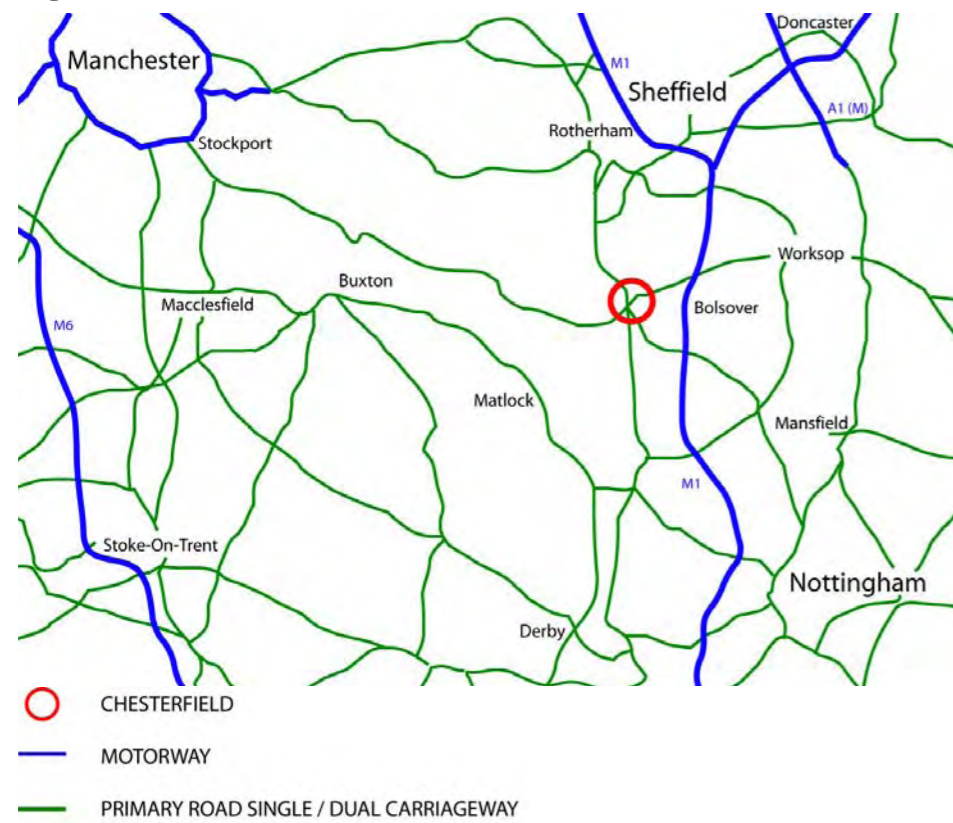 Doncaster
Manchester
M1
Sheffield
A1 (M)
Rotherham
Stockport
Worksop
Buxton
Macclesfield
Bolsover
M6
Matlock
Mansfield
M1
Stoke-On-Trent
Nottingham
Derby
CHESTERFIELD
MOTORWAY
PRIMARY ROAD SINGLE / DUAL CARRIAGEWAY